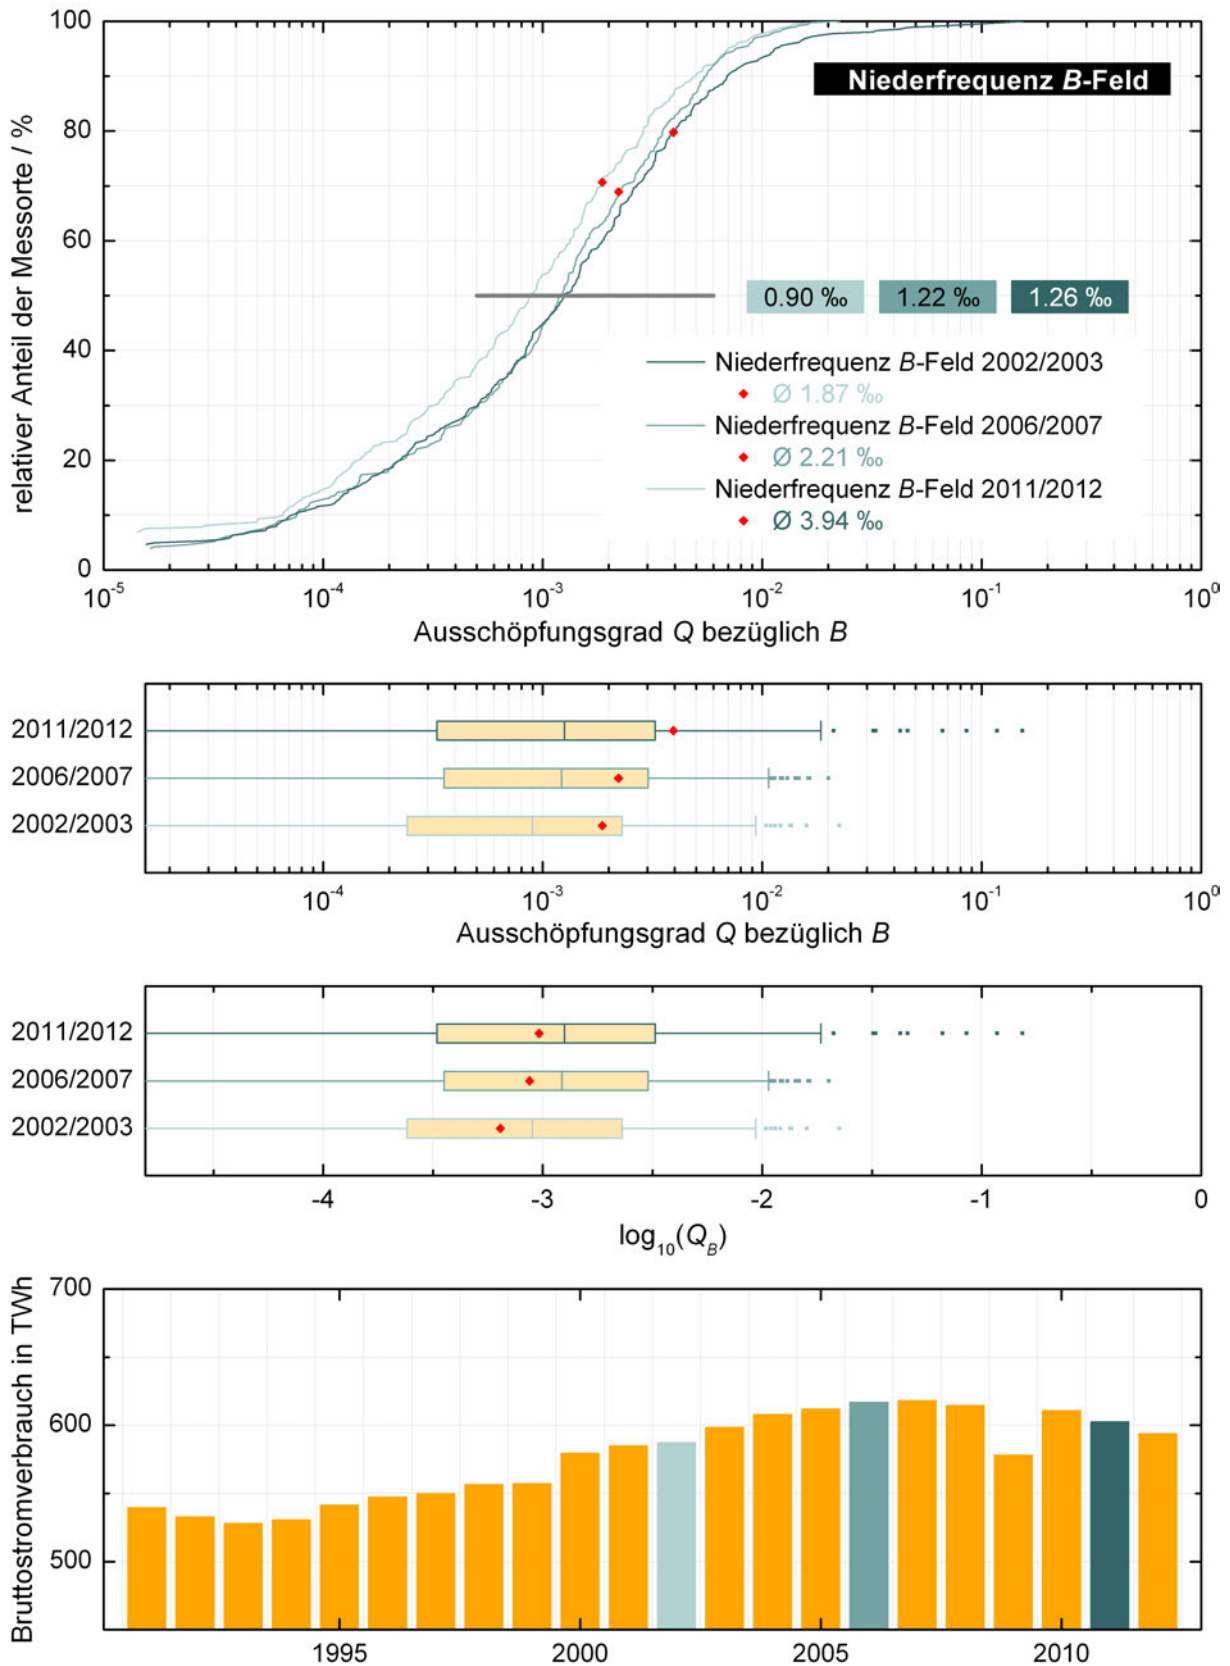 100
80
60
40
20
0
relativer Anteil der Messorte / %
Niederfrequenz B-Feld
0.90 ‰ 1.22 ‰ 1.26 ‰
Niederfrequenz B-Feld 2002/2003
Ø 1.87 ‰
Niederfrequenz B-Feld 2006/2007
Ø 2.21 ‰
Niederfrequenz B-Feld 2011/2012
Ø 3.94 ‰
10⁻⁵ 10⁻⁴ 10⁻³ 10⁻² 10⁻¹ 10⁰
Ausschöpfungsgrad Q bezüglich B
2011/2012
2006/2007
2002/2003
10⁻⁴ 10⁻³ 10⁻² 10⁻¹ 10⁰
Ausschöpfungsgrad Q bezüglich B
2011/2012
2006/2007
2002/2003
-4 -3 -2 -1 0
log₁₀(Q_B)
Bruttostromverbrauch in TWh
700
600
500
1995 2000 2005 2010